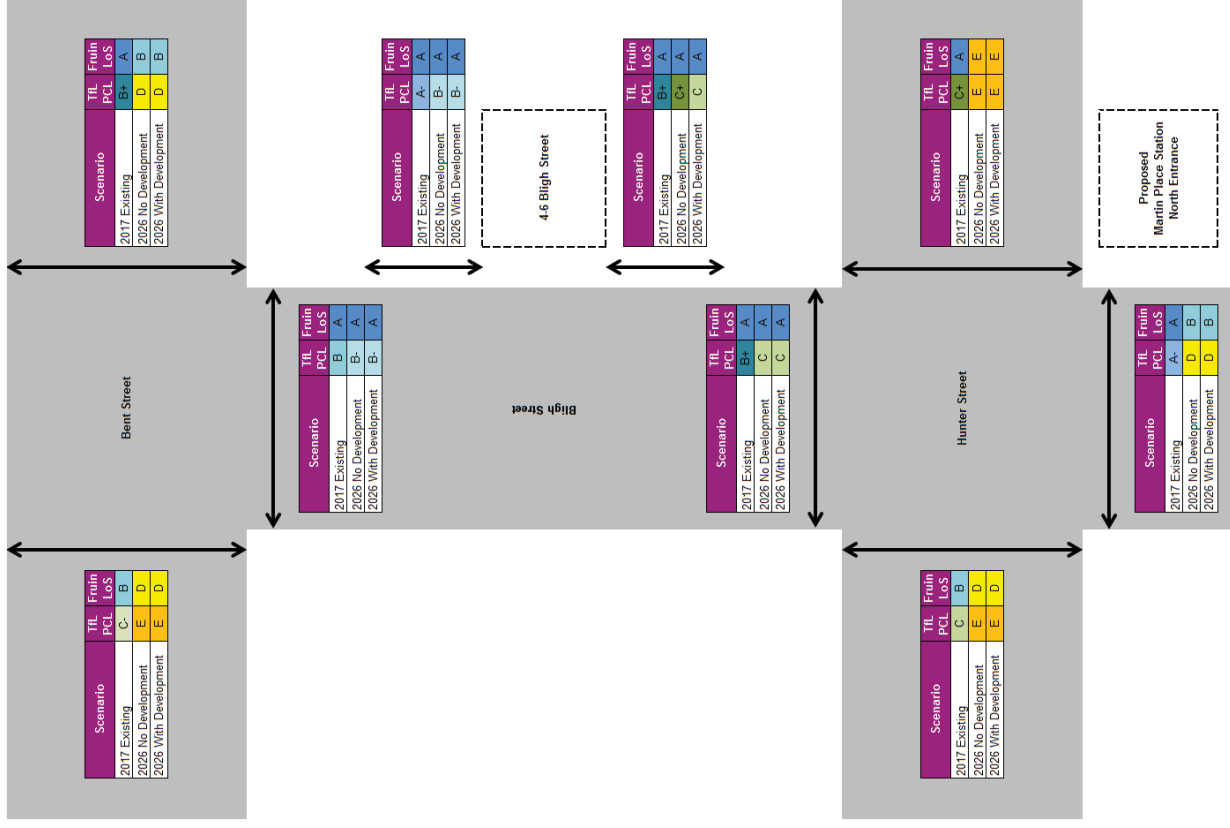 Scenario TfL PCL Fruin LoS
2017 Existing C- B
2026 No Development E D
2026 With Development E D
Bent Street
Scenario TfL PCL Fruin LoS
2017 Existing B+ A
2026 No Development D B
2026 With Development D B
Scenario TfL PCL Fruin LoS
2017 Existing B A
2026 No Development B- A
2026 With Development B- A
Scenario TfL PCL Fruin LoS
2017 Existing A- A
2026 No Development B- A
2026 With Development B- A
Bligh Street
4-6 Bligh Street
Scenario TfL PCL Fruin LoS
2017 Existing B+ A
2026 No Development C+ A
2026 With Development C A
Scenario TfL PCL Fruin LoS
2017 Existing B+ A
2026 No Development C A
2026 With Development C A
Scenario TfL PCL Fruin LoS
2017 Existing C B
2026 No Development E D
2026 With Development E D
Hunter Street
Scenario TfL PCL Fruin LoS
2017 Existing C+ A
2026 No Development E E
2026 With Development E E
Proposed
Martin Place Station
North Entrance
Scenario TfL PCL Fruin LoS
2017 Existing A- A
2026 No Development D B
2026 With Development D B